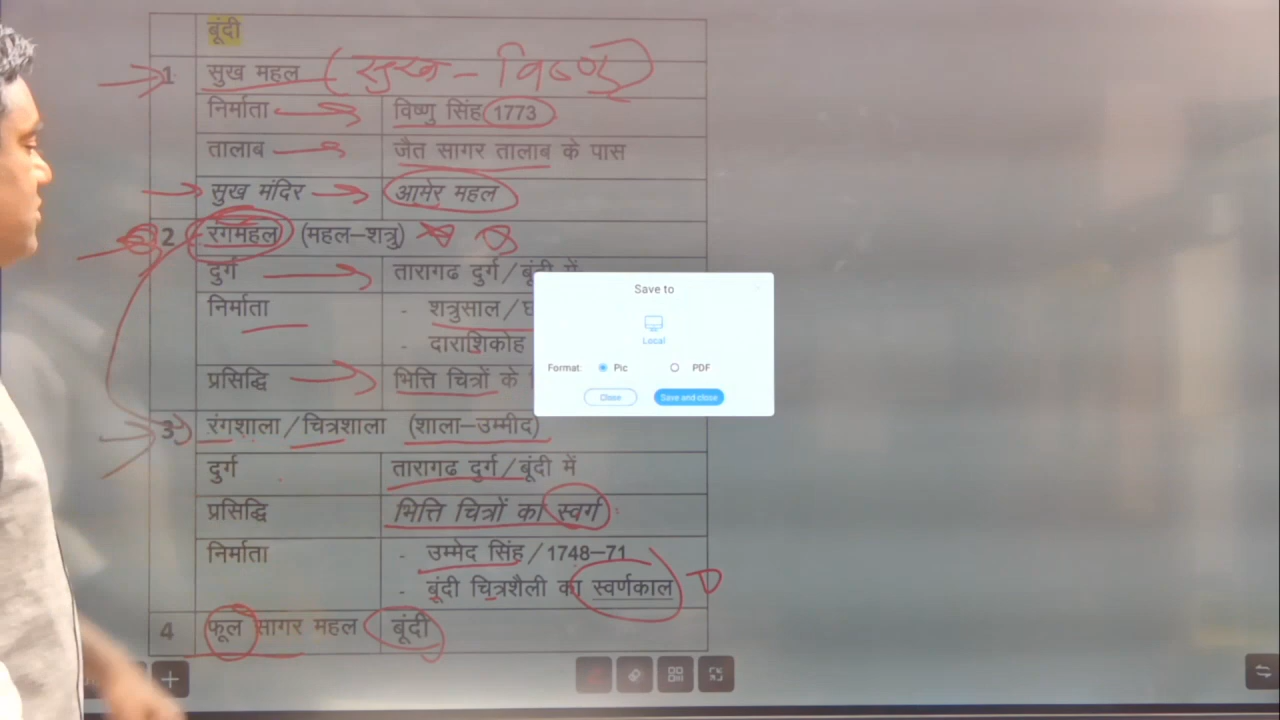 बूंदी
1 सुख महल (सुख - विष्णु)
निर्माता विष्णु सिंह 1773
तालाब जैत सागर तालाब के पास
सुख मंदिर आमेर महल
2 रंगमहल (महल–शत्रु)
दुर्ग तारागढ दुर्ग/बूंदी में
निर्माता - शत्रुसाल/
- दाराशिकोह
प्रसिद्धि भित्ति चित्रों के
3 रंगशाला/चित्रशाला (शाला–उम्मीद)
दुर्ग तारागढ दुर्ग/बूंदी में
प्रसिद्धि भित्ति चित्रों का स्वर्ग
निर्माता - उम्मेद सिंह/1748–71
- बूंदी चित्रशैली का स्वर्णकाल
4 फूल सागर महल बूंदी
Save to
Local
Format: Pic PDF
Close Save and close